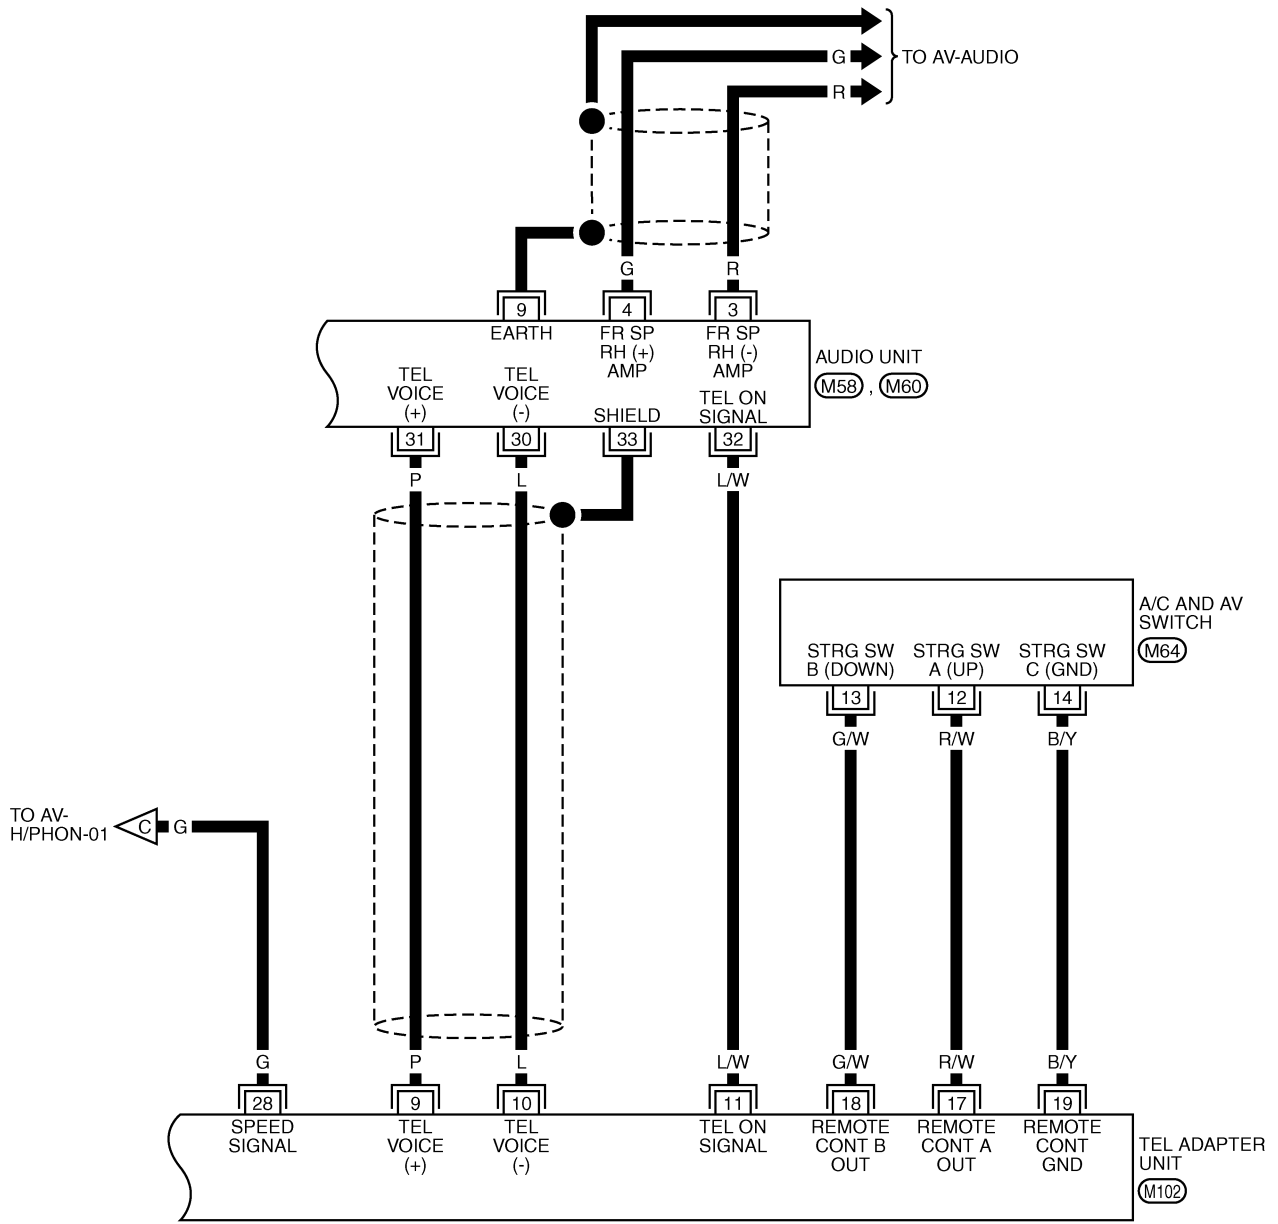 G
TO AV-AUDIO
R
G
R
9
4
3
EARTH
FR SP
RH (+)
AMP
FR SP
RH (-)
AMP
AUDIO UNIT
M58 , M60
TEL
VOICE
(+)
TEL
VOICE
(-)
SHIELD
TEL ON
SIGNAL
31
30
33
32
P
L
L/W
A/C AND AV
SWITCH
M64
STRG SW
B (DOWN)
STRG SW
A (UP)
STRG SW
C (GND)
13
12
14
G/W
R/W
B/Y
TO AV-
H/PHON-01
C
G
G
P
L
L/W
G/W
R/W
B/Y
28
9
10
11
18
17
19
SPEED
SIGNAL
TEL
VOICE
(+)
TEL
VOICE
(-)
TEL ON
SIGNAL
REMOTE
CONT B
OUT
REMOTE
CONT A
OUT
REMOTE
CONT
GND
TEL ADAPTER
UNIT
M102